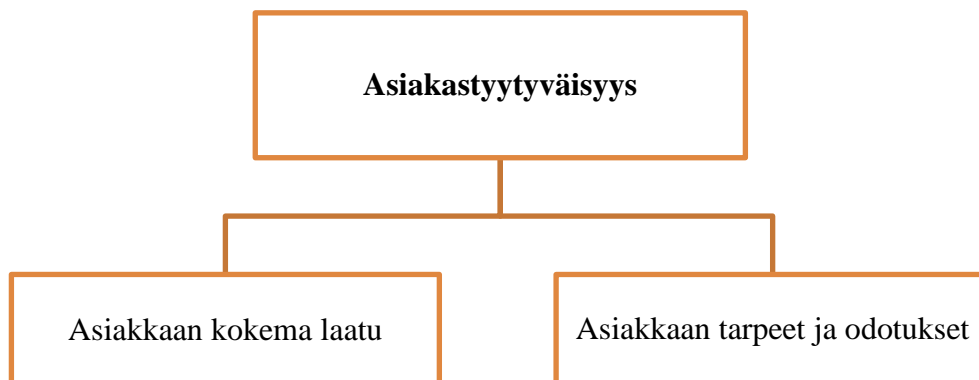 Asiakastyytyväisyys
Asiakkaan kokema laatu
Asiakkaan tarpeet ja odotukset